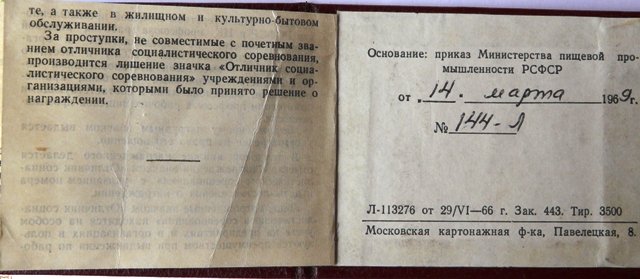 те, а также в жилищном и культурно-бытовом
обслуживании.
За проступки, не совместимые с почетным зва-
нием отличника социалистического соревнования,
производится лишение значка «Отличник социа-
листического соревнования» учреждениями и ор-
ганизациями, которыми было принято решение о
награждении.
Основание: приказ Министерства пищевой про-
мышленности РСФСР
от 14. марта 1969г.
№ 144-Л
Л-113276 от 29/VI—66 г. Зак. 443. Тир. 3500
Московская картонажная ф-ка, Павелецкая, 8.